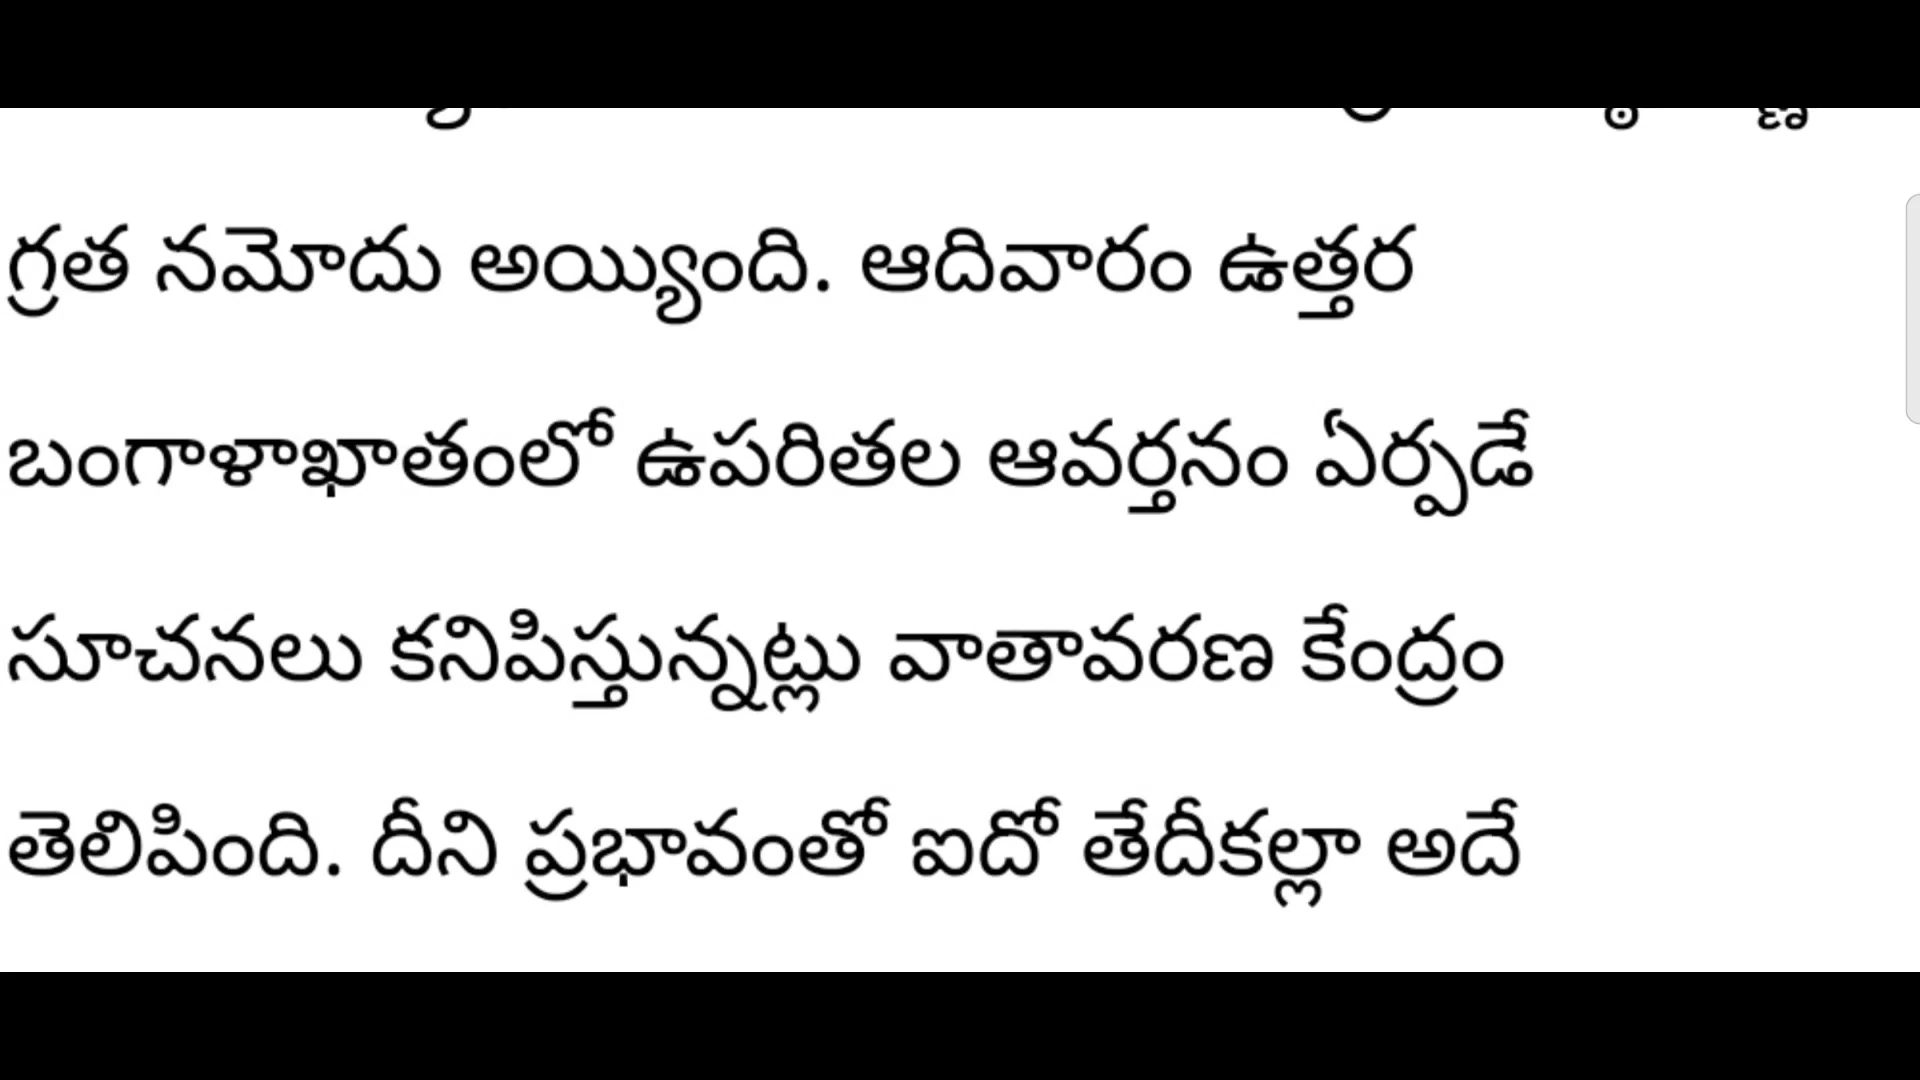 గ్రత నమోదు అయ్యింది. ఆదివారం ఉత్తర
బంగాళాఖాతంలో ఉపరితల ఆవర్తనం ఏర్పడే
సూచనలు కనిపిస్తున్నట్లు వాతావరణ కేంద్రం
తెలిపింది. దీని ప్రభావంతో ఐదో తేదీకల్లా అదే